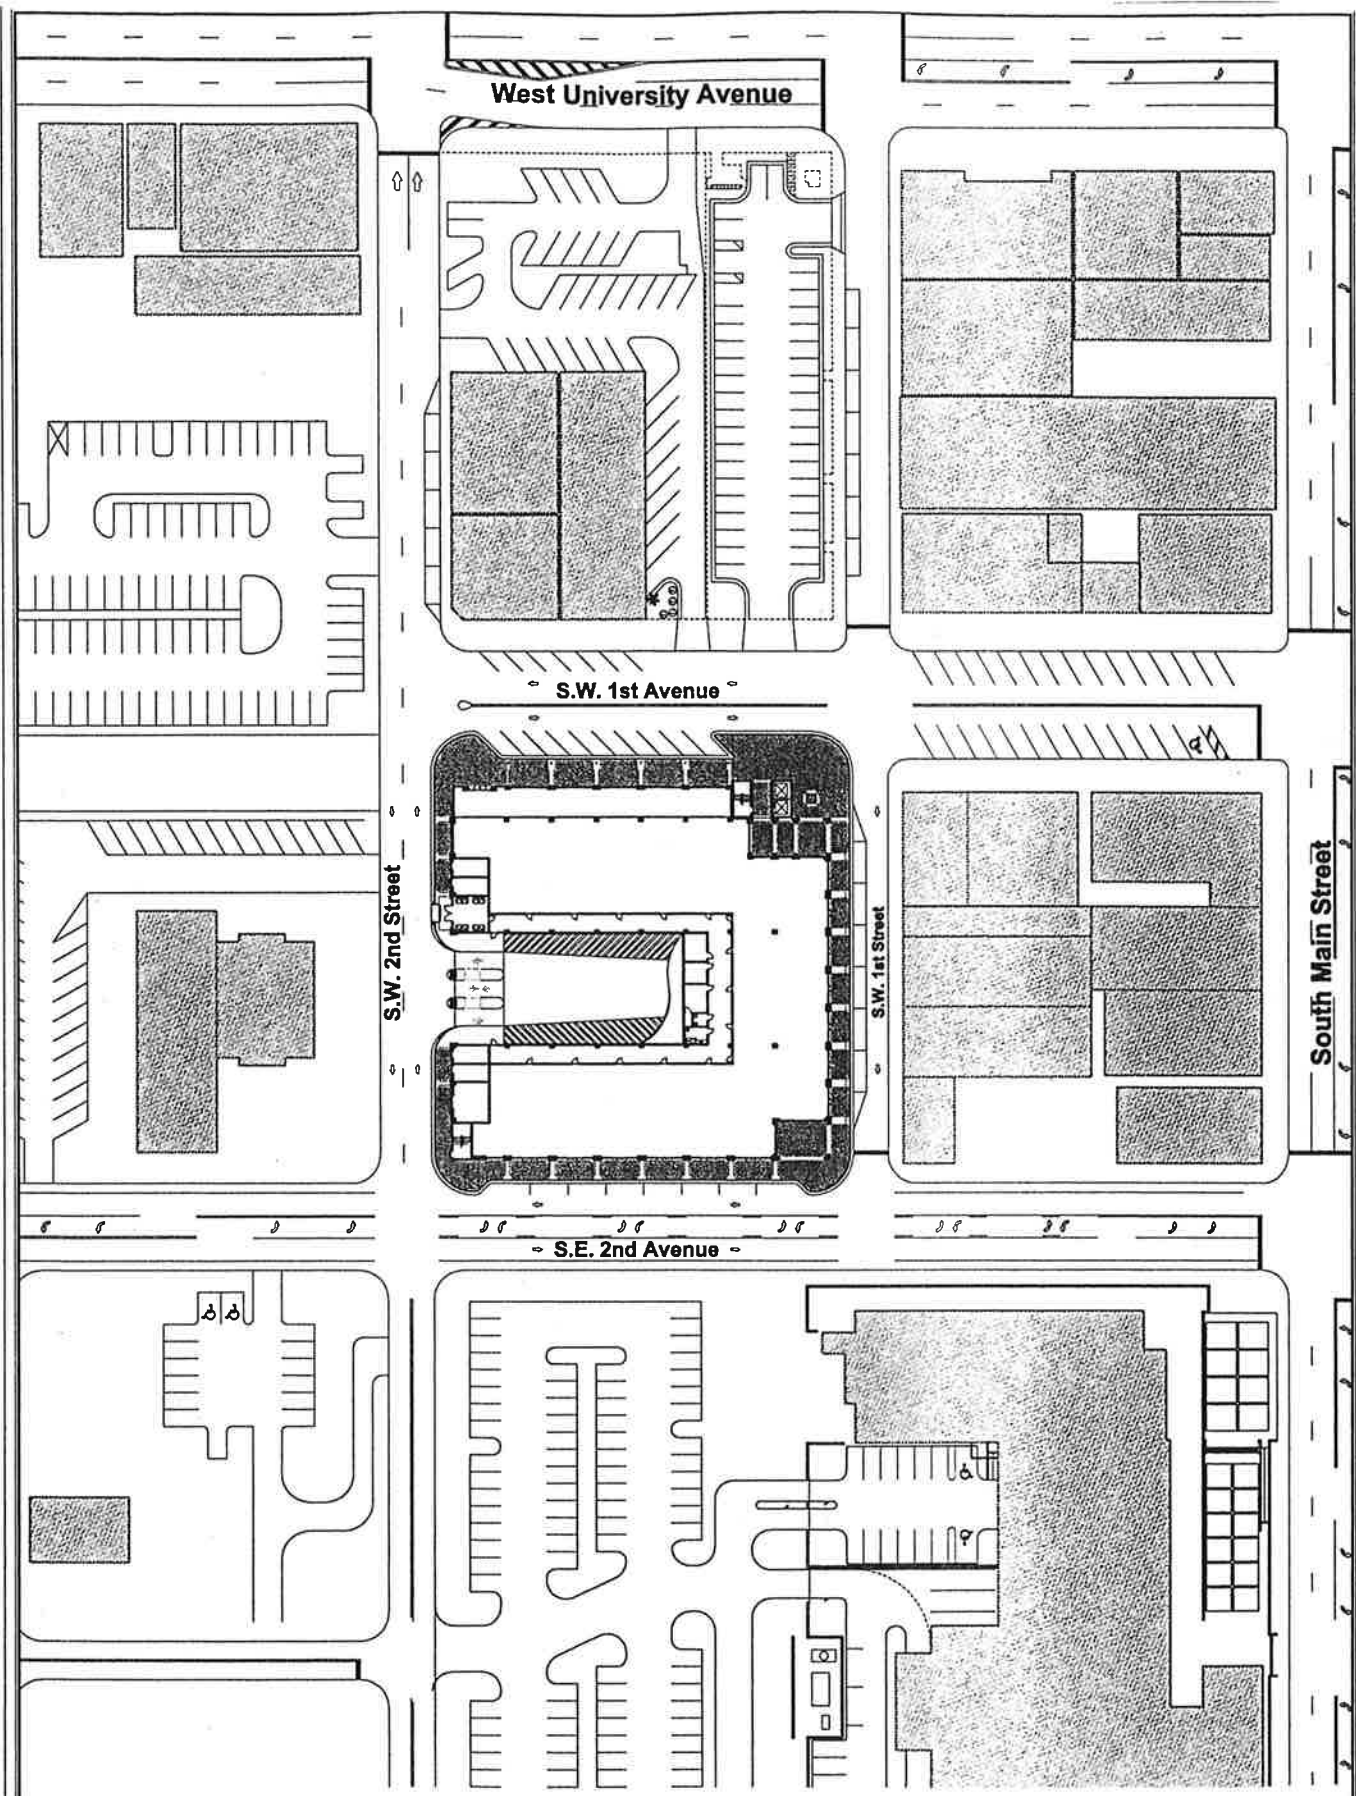 West University Avenue
S.W. 1st Avenue
S.W. 2nd Street
S.W. 1st Street
South Main Street
S.E. 2nd Avenue